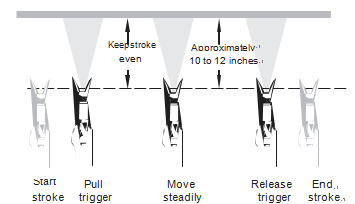 Keep stroke
even
Approximately
10 to 12 inches.
Start
stroke
Pull
trigger
Move
steadily
Release
trigger
End
stroke.